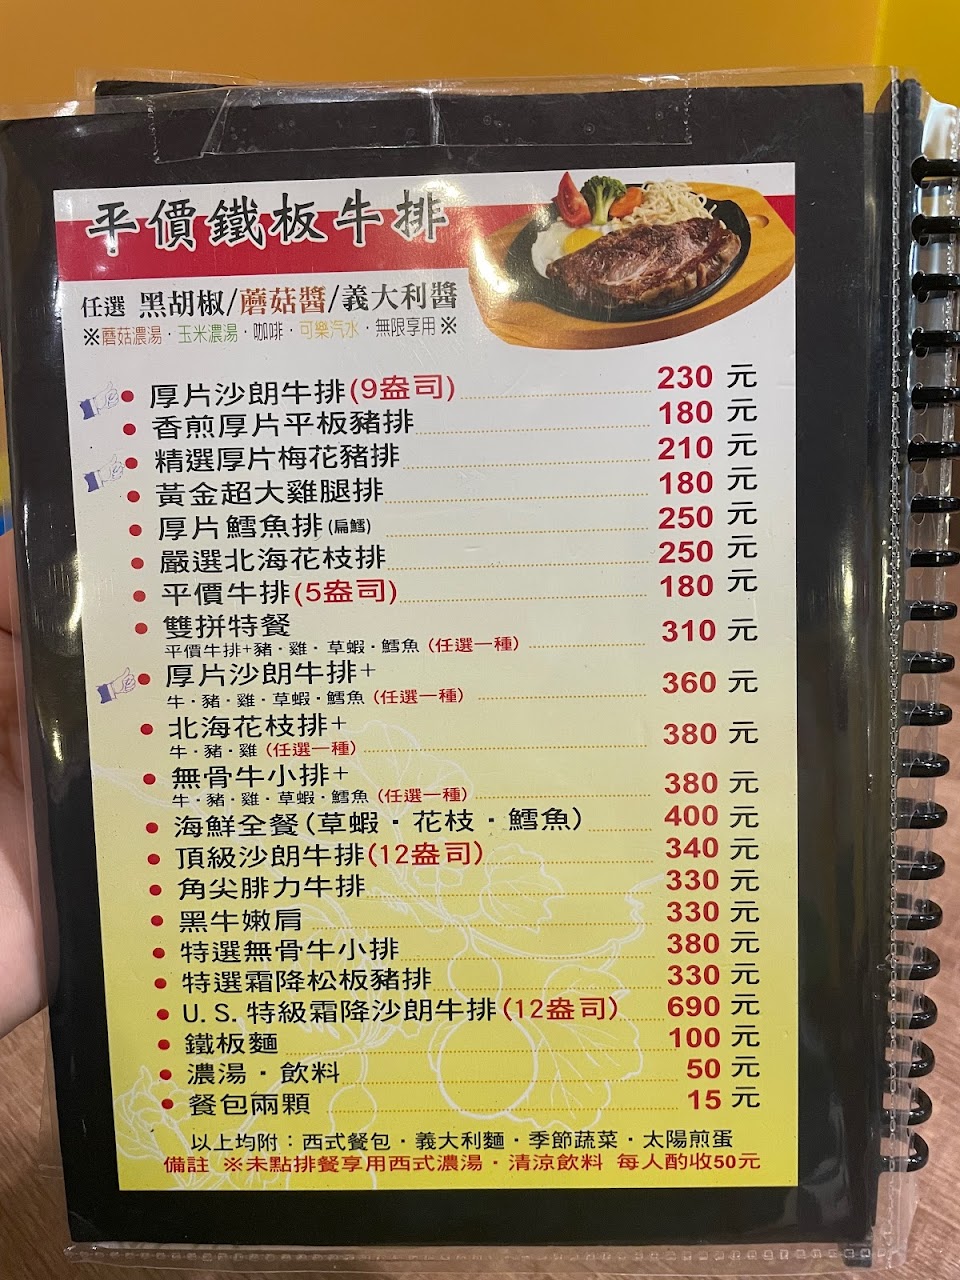 平價鐵板牛排
任選 黑胡椒/蘑菇醬/義大利醬
※蘑菇濃湯·玉米濃湯·咖啡·可樂汽水·無限享用※
厚片沙朗牛排(9盎司) 230 元
香煎厚片平板豬排 180 元
精選厚片梅花豬排 210 元
黃金超大雞腿排 180 元
厚片鱈魚排(扁鱈) 250 元
嚴選北海花枝排 250 元
平價牛排(5盎司) 180 元
雙拼特餐 310 元
平價牛排+豬·雞·草蝦·鱈魚(任選一種)
厚片沙朗牛排+ 360 元
牛·豬·雞·草蝦·鱈魚(任選一種)
北海花枝排+ 380 元
牛·豬·雞(任選一種)
無骨牛小排+ 380 元
牛·豬·雞·草蝦·鱈魚(任選一種)
海鮮全餐(草蝦·花枝·鱈魚) 400 元
頂級沙朗牛排(12盎司) 340 元
角尖腓力牛排 330 元
黑牛嫩肩 330 元
特選無骨牛小排 380 元
特選霜降松板豬排 330 元
U.S.特級霜降沙朗牛排(12盎司) 690 元
鐵板麵 100 元
濃湯·飲料 50 元
餐包兩顆 15 元
以上均附：西式餐包·義大利麵·季節蔬菜·太陽煎蛋
備註 ※未點排餐享用西式濃湯·清涼飲料 每人酌收50元